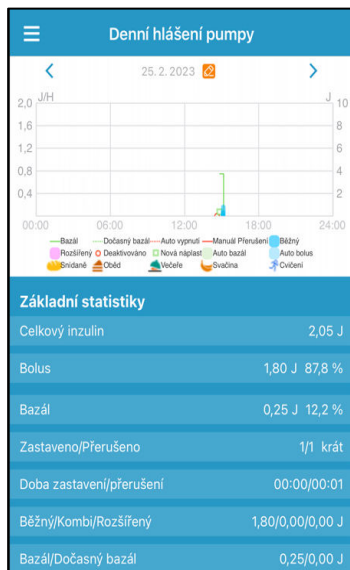 Denní hlášení pumpy
25. 2. 2023
J/H J
2,0 10
1,6 8
1,2 6
0,8 4
0,4 2
00:00 06:00 12:00 18:00 24:00
Bazál Dočasný bazál Auto vypnutí Manuál Přerušení Běžný
Rozšířený Deaktivováno Nová náplast Auto bazál Auto bolus
Snídaně Oběd Večeře Svačina Cvičení
Základní statistiky
Celkový inzulin 2,05 J
Bolus 1,80 J 87,8 %
Bazál 0,25 J 12,2 %
Zastaveno/Přerušeno 1/1 krát
Doba zastavení/přerušení 00:00/00:01
Běžný/Kombi/Rozšířený 1,80/0,00/0,00 J
Bazál/Dočasný bazál 0,25/0,00 J